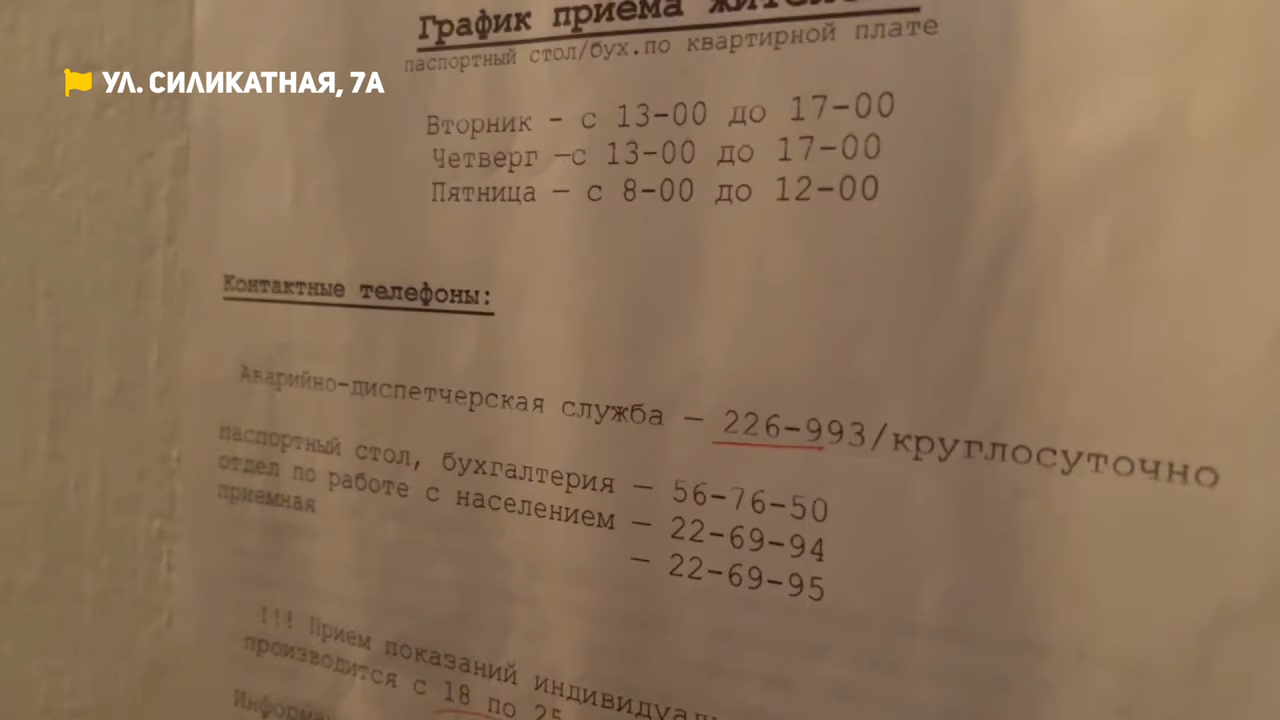 УЛ. СИЛИКАТНАЯ, 7А
График приема
паспортный стол/бух.по квартирной плате
Вторник - с 13-00 до 17-00
Четверг -с 13-00 до 17-00
Пятница - с 8-00 до 12-00
Контактные телефоны:
Аварийно-диспетчерская служба - 226-993/круглосуточно
паспортный стол, бухгалтерия - 56-76-50
отдел по работе с населением - 22-69-94
приемная - 22-69-95
!!! Прием показаний
производится с 18 по 25